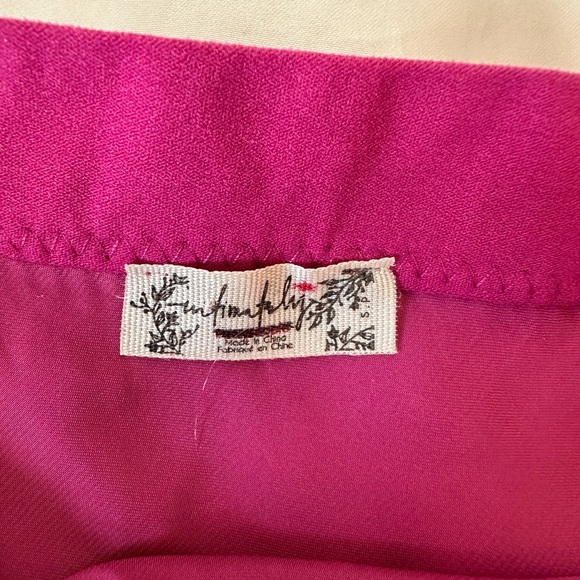 intimately
Made in China
Fabriqué en Chine
S.P